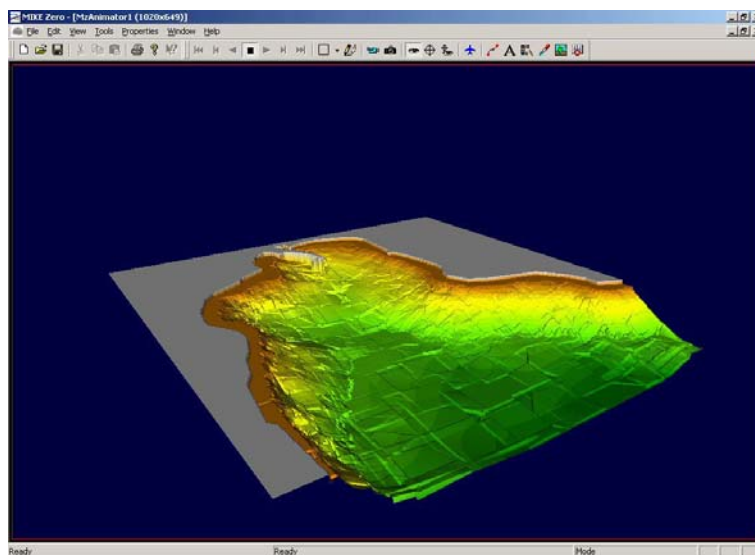 MIKE Zero - [MzAnimator1 (1020x649)]
File Edit View Tools Properties Window Help
A
Ready Ready Mode